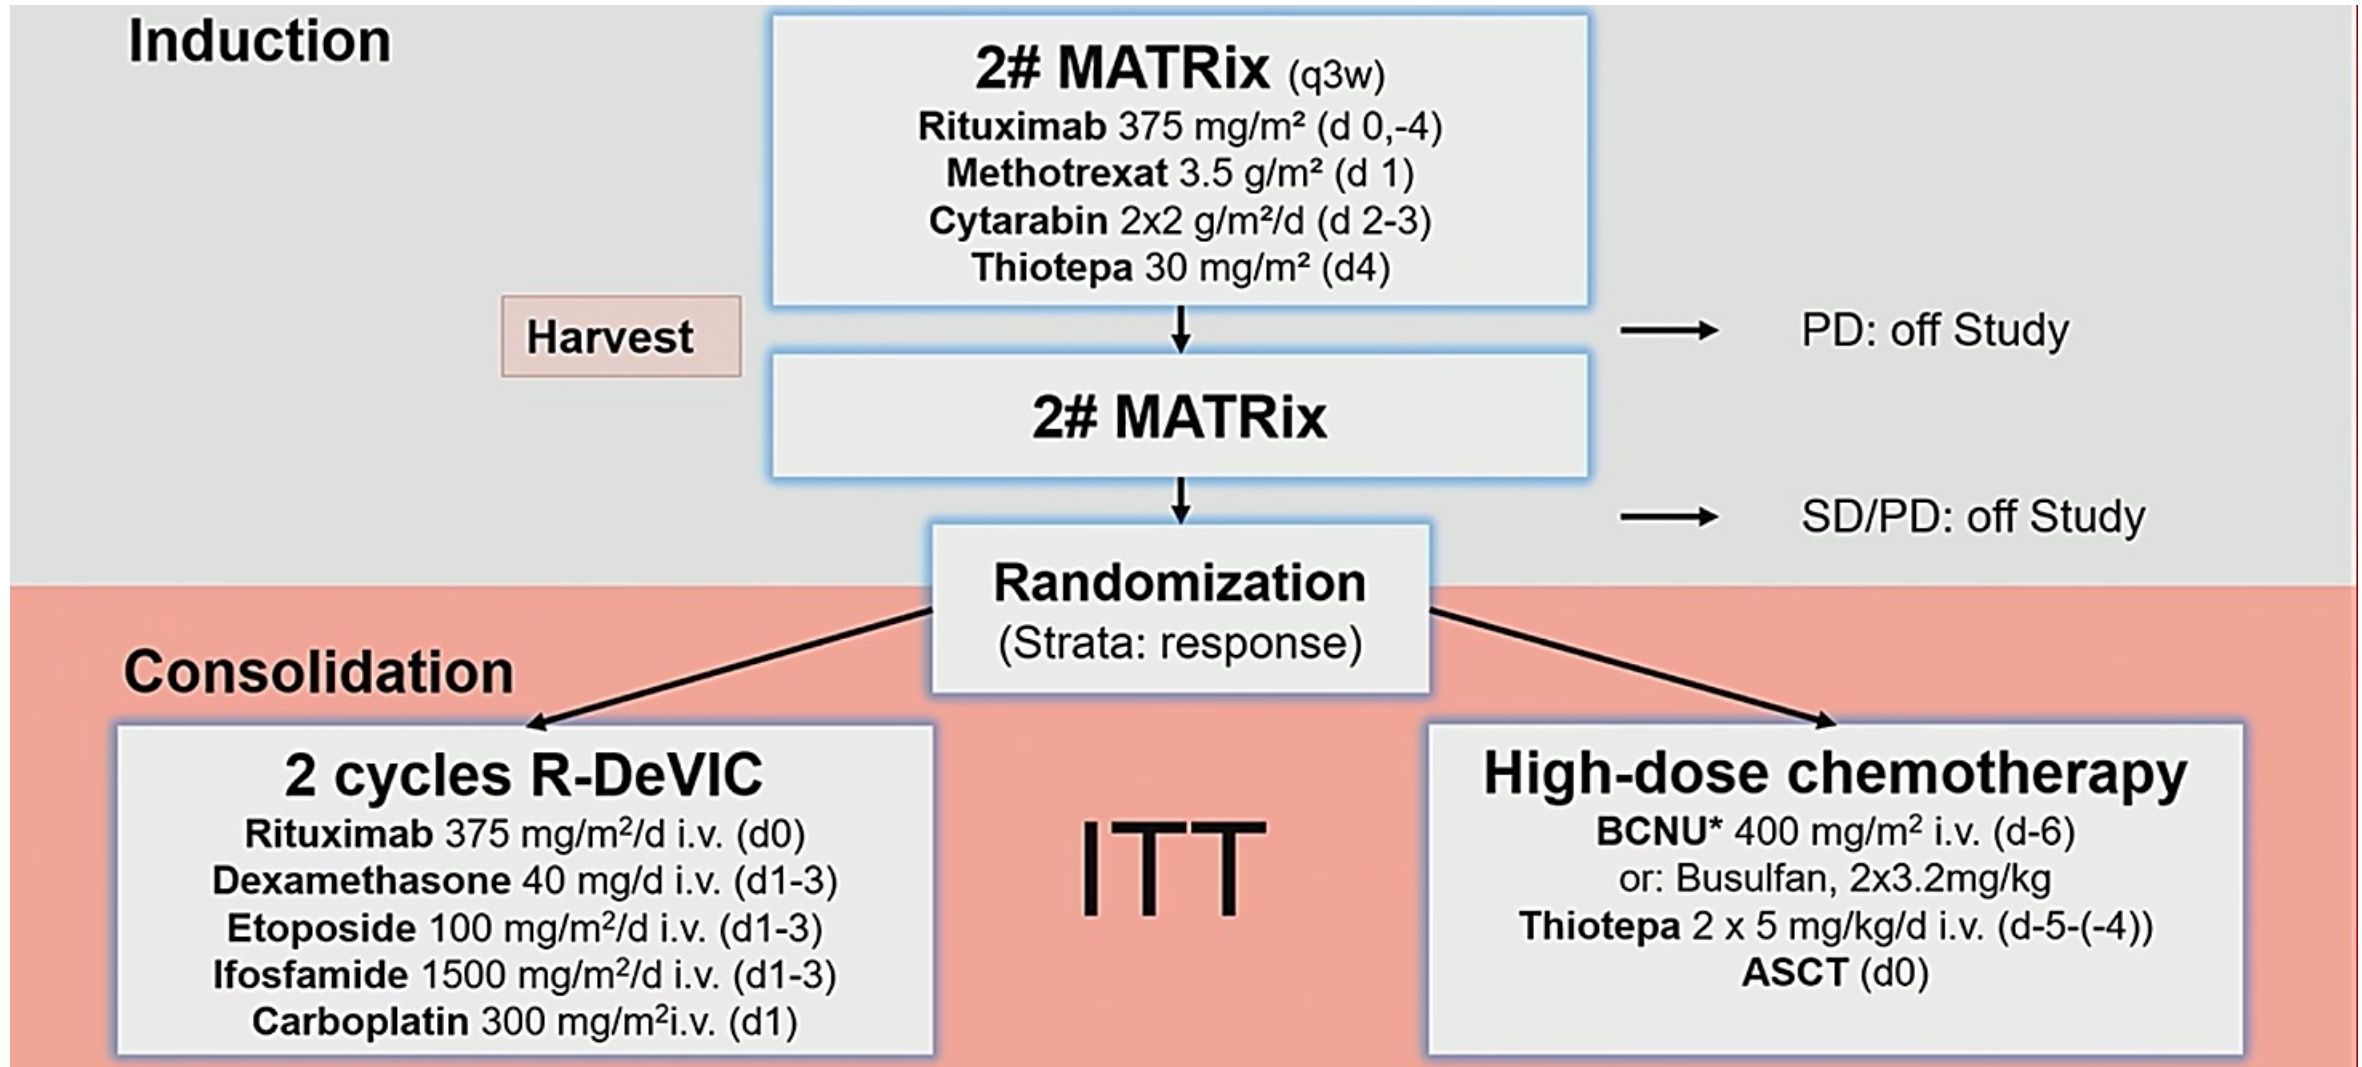 Induction
2# MATRix (q3w)
Rituximab 375 mg/m² (d 0,-4)
Methotrexat 3.5 g/m² (d 1)
Cytarabin 2x2 g/m²/d (d 2-3)
Thiotepa 30 mg/m² (d4)
Harvest
PD: off Study
2# MATRix
SD/PD: off Study
Randomization
(Strata: response)
Consolidation
2 cycles R-DeVIC
Rituximab 375 mg/m²/d i.v. (d0)
Dexamethasone 40 mg/d i.v. (d1-3)
Etoposide 100 mg/m²/d i.v. (d1-3)
Ifosfamide 1500 mg/m²/d i.v. (d1-3)
Carboplatin 300 mg/m²i.v. (d1)
ITT
High-dose chemotherapy
BCNU* 400 mg/m² i.v. (d-6)
or: Busulfan, 2x3.2mg/kg
Thiotepa 2 x 5 mg/kg/d i.v. (d-5-(-4))
ASCT (d0)